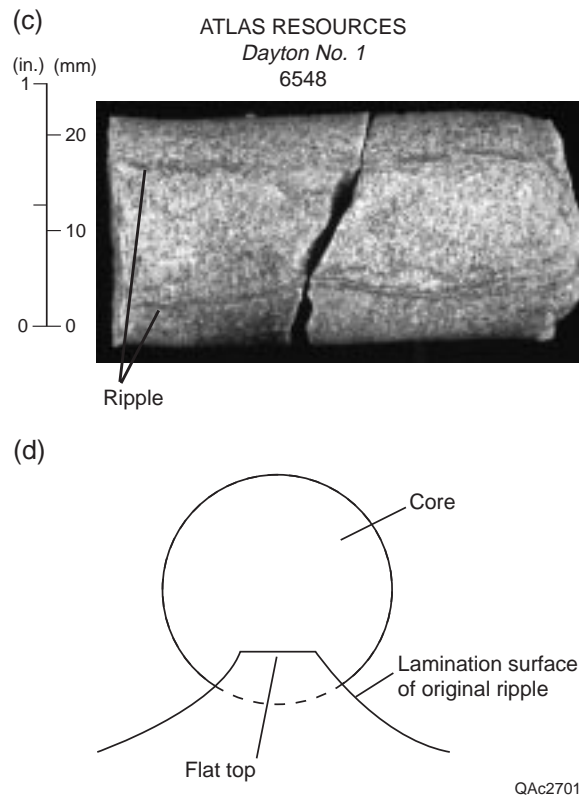 (c)
ATLAS RESOURCES
Dayton No. 1
6548
(in.) (mm)
1
20
10
0 0
Ripple
(d)
Core
Lamination surface
of original ripple
Flat top
QAc2701